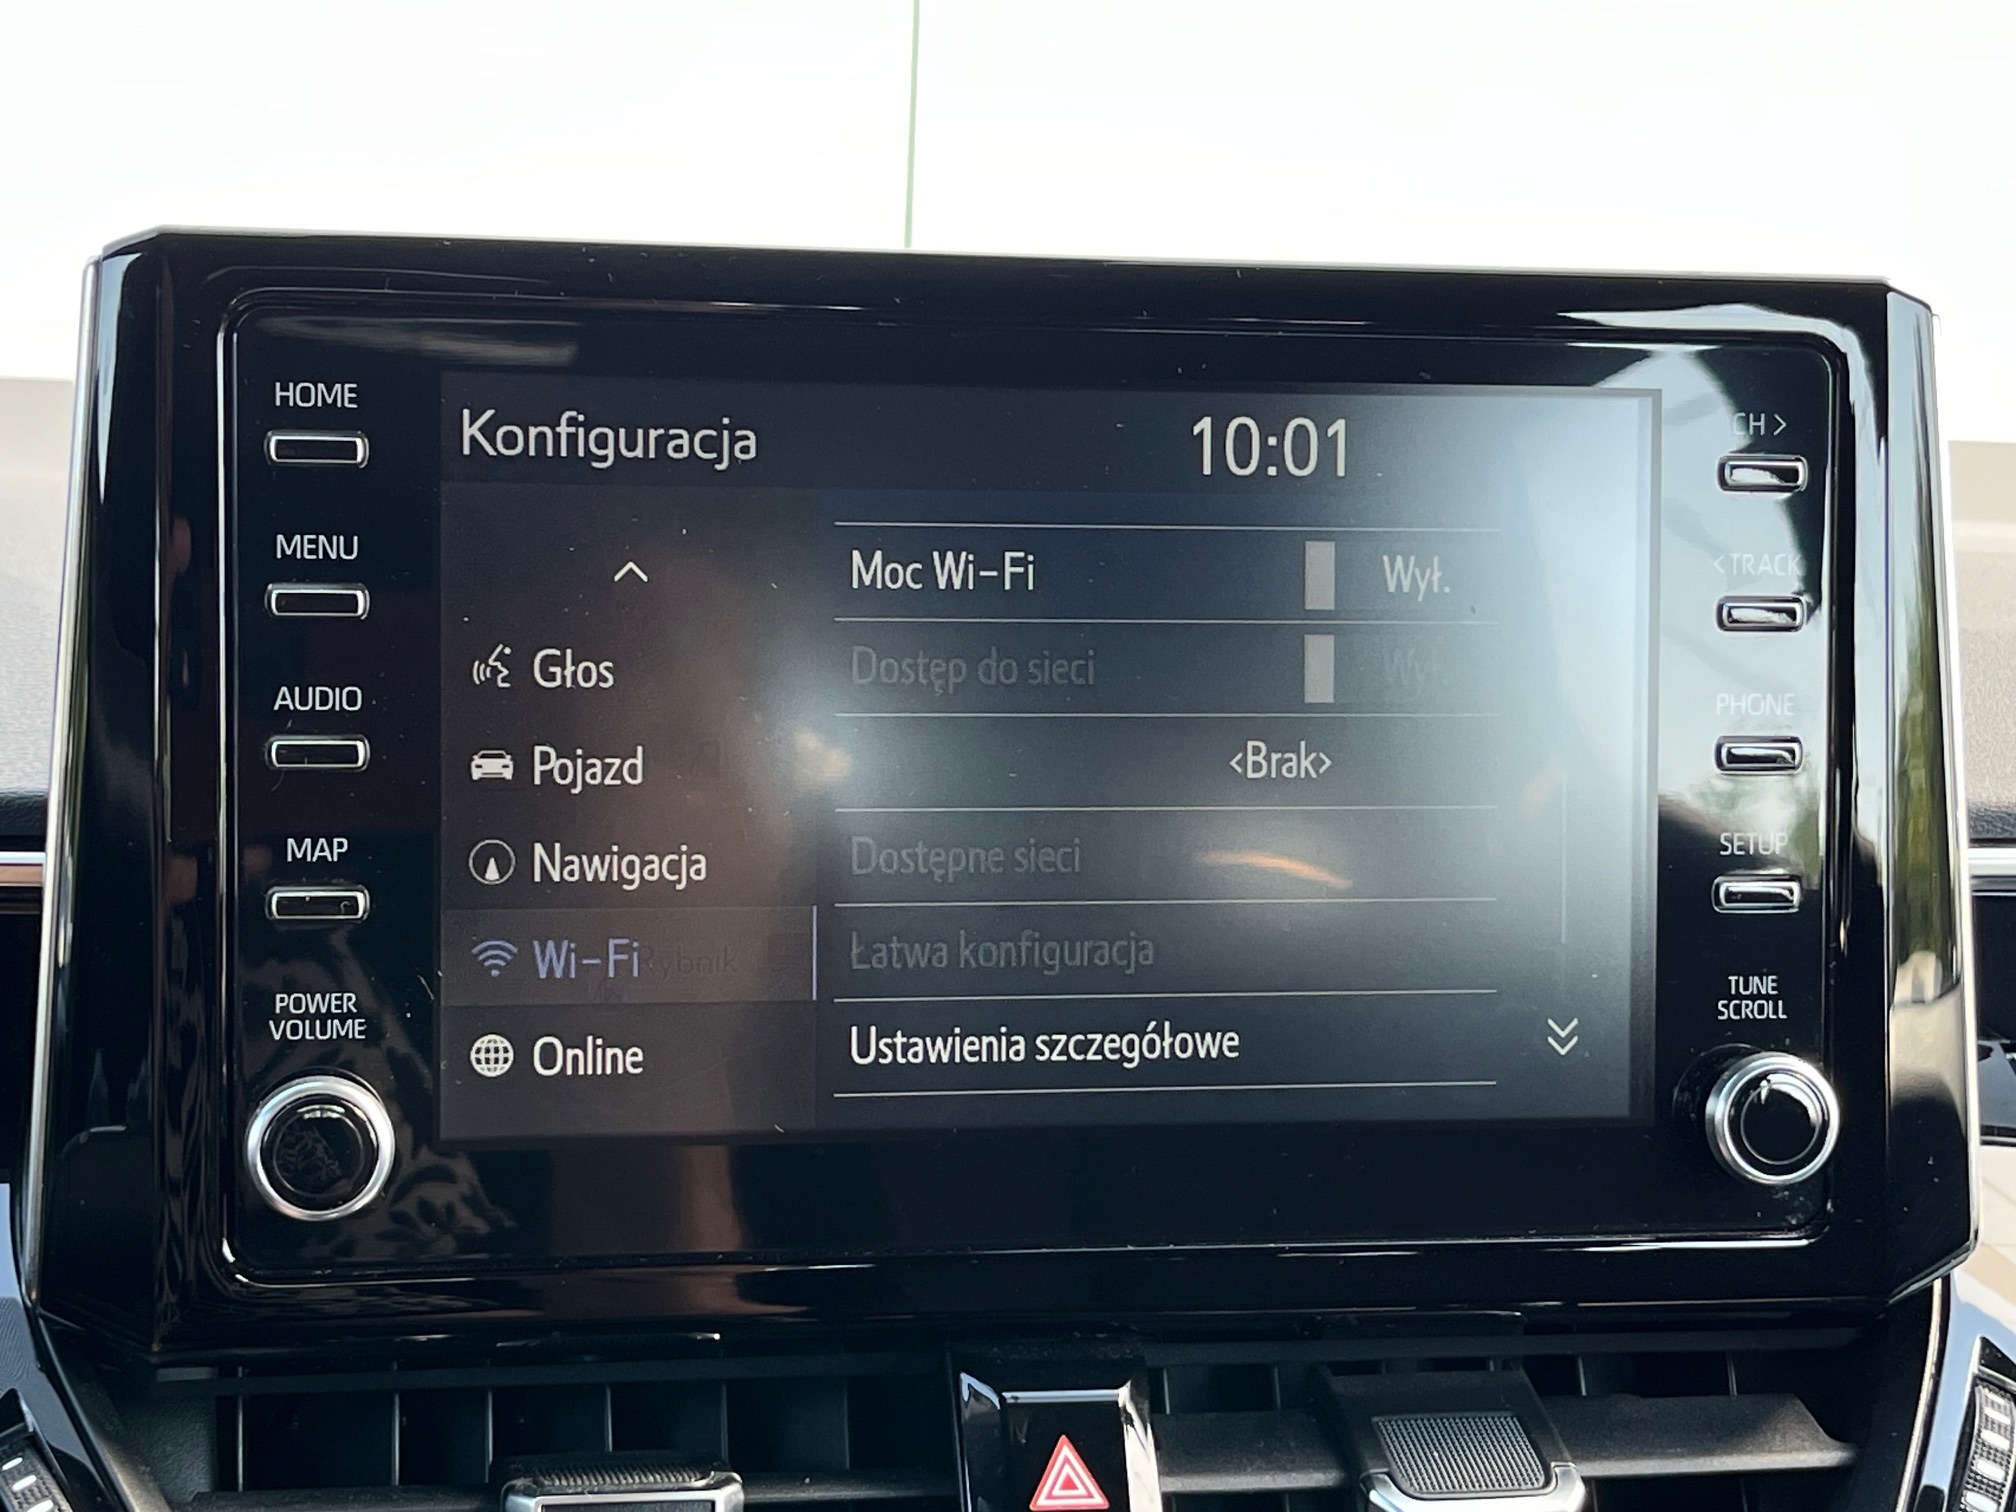 HOME
MENU
AUDIO
MAP
POWER
VOLUME
Konfiguracja
10:01
Głos
Pojazd
Nawigacja
Wi-Fi
Rybnik
Online
Moc Wi-Fi Wył.
Dostęp do sieci Wył.
<Brak>
Dostępne sieci
Łatwa konfiguracja
Ustawienia szczegółowe
CH >
< TRACK
PHONE
SETUP
TUNE
SCROLL